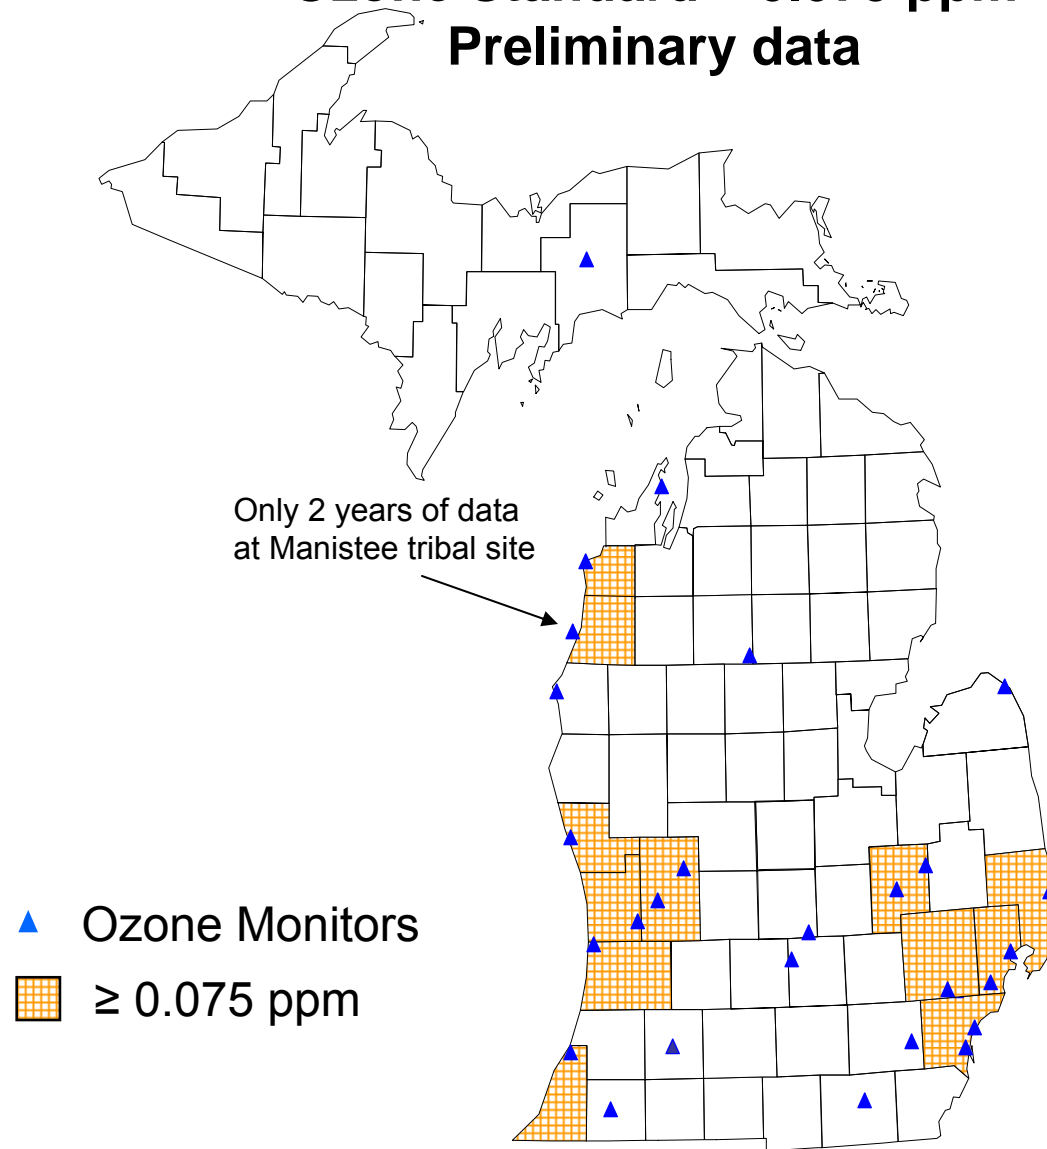 Preliminary data
Only 2 years of data
at Manistee tribal site
Ozone Monitors
≥ 0.075 ppm